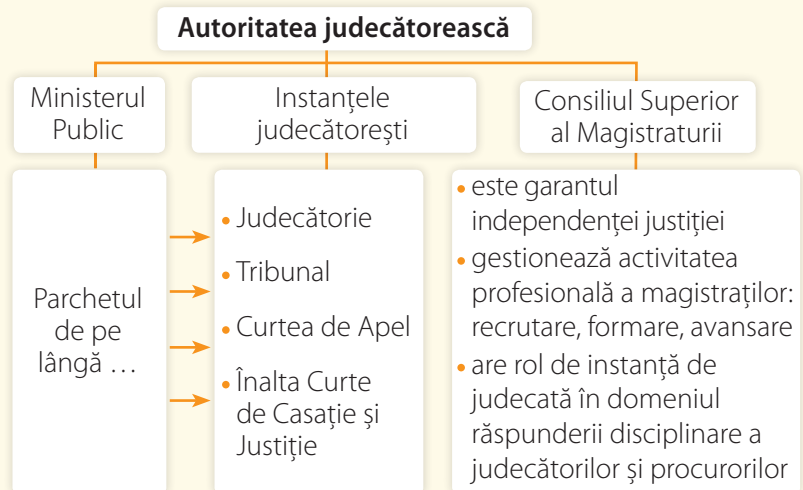 Autoritatea judecătorească
Ministerul
Public
Instanțele
judecătorești
Consiliul Superior
al Magistraturii
Parchetul
de pe
lângă …
• Judecătorie
• Tribunal
• Curtea de Apel
• Înalta Curte
de Casație și
Justiție
• este garantul
independenței justiției
• gestionează activitatea
profesională a magistraților:
recrutare, formare, avansare
• are rol de instanță de
judecată în domeniul
răspunderii disciplinare a
judecătorilor și procurorilor